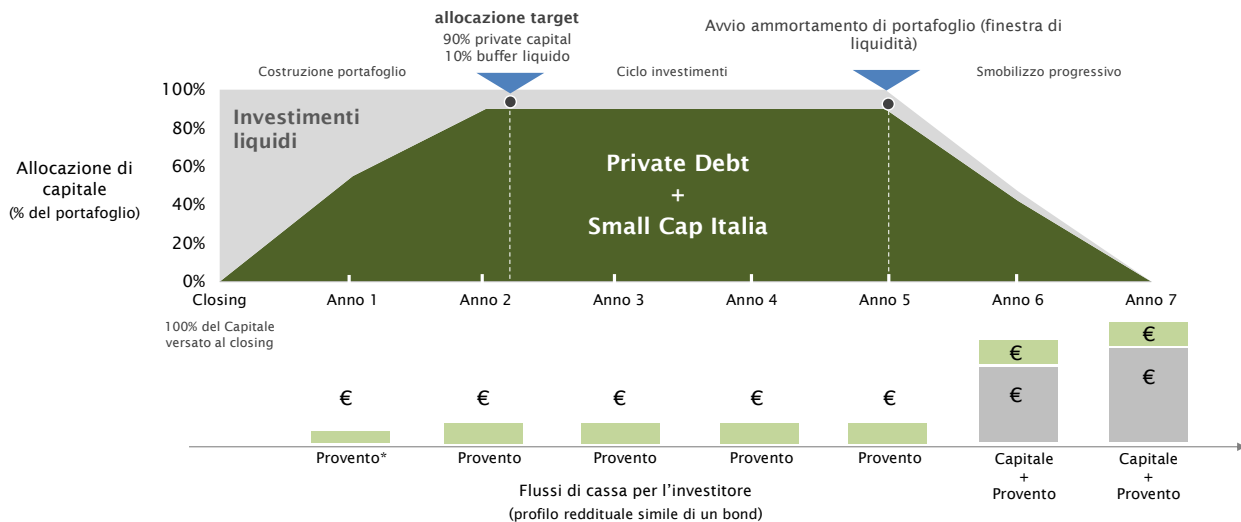 allocazione target
90% private capital
10% buffer liquido
Avvio ammortamento di portafoglio (finestra di
liquidità)
Costruzione portafoglio
Ciclo investimenti
Smobilizzo progressivo
100%
80%
60%
40%
20%
0%
Allocazione di
capitale
(% del portafoglio)
Investimenti
liquidi
Private Debt
+
Small Cap Italia
Closing
Anno 1
Anno 2
Anno 3
Anno 4
Anno 5
Anno 6
Anno 7
100% del Capitale
versato al closing
€
€
€
€
€
€
€
€
€
Provento*
Provento
Provento
Provento
Provento
Capitale
+
Provento
Capitale
+
Provento
Flussi di cassa per l’investitore
(profilo reddituale simile di un bond)